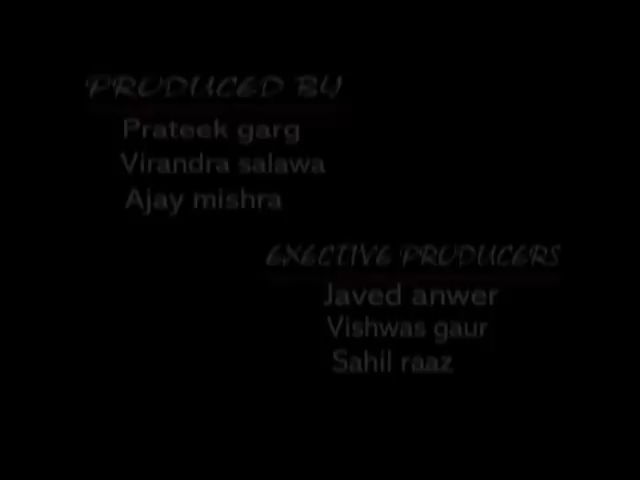 PRODUCED BY
Prateek garg
Virandra salawa
Ajay mishra
EXECTIVE PRODUCERS
Javed anwer
Vishwas gaur
Sahil raaz